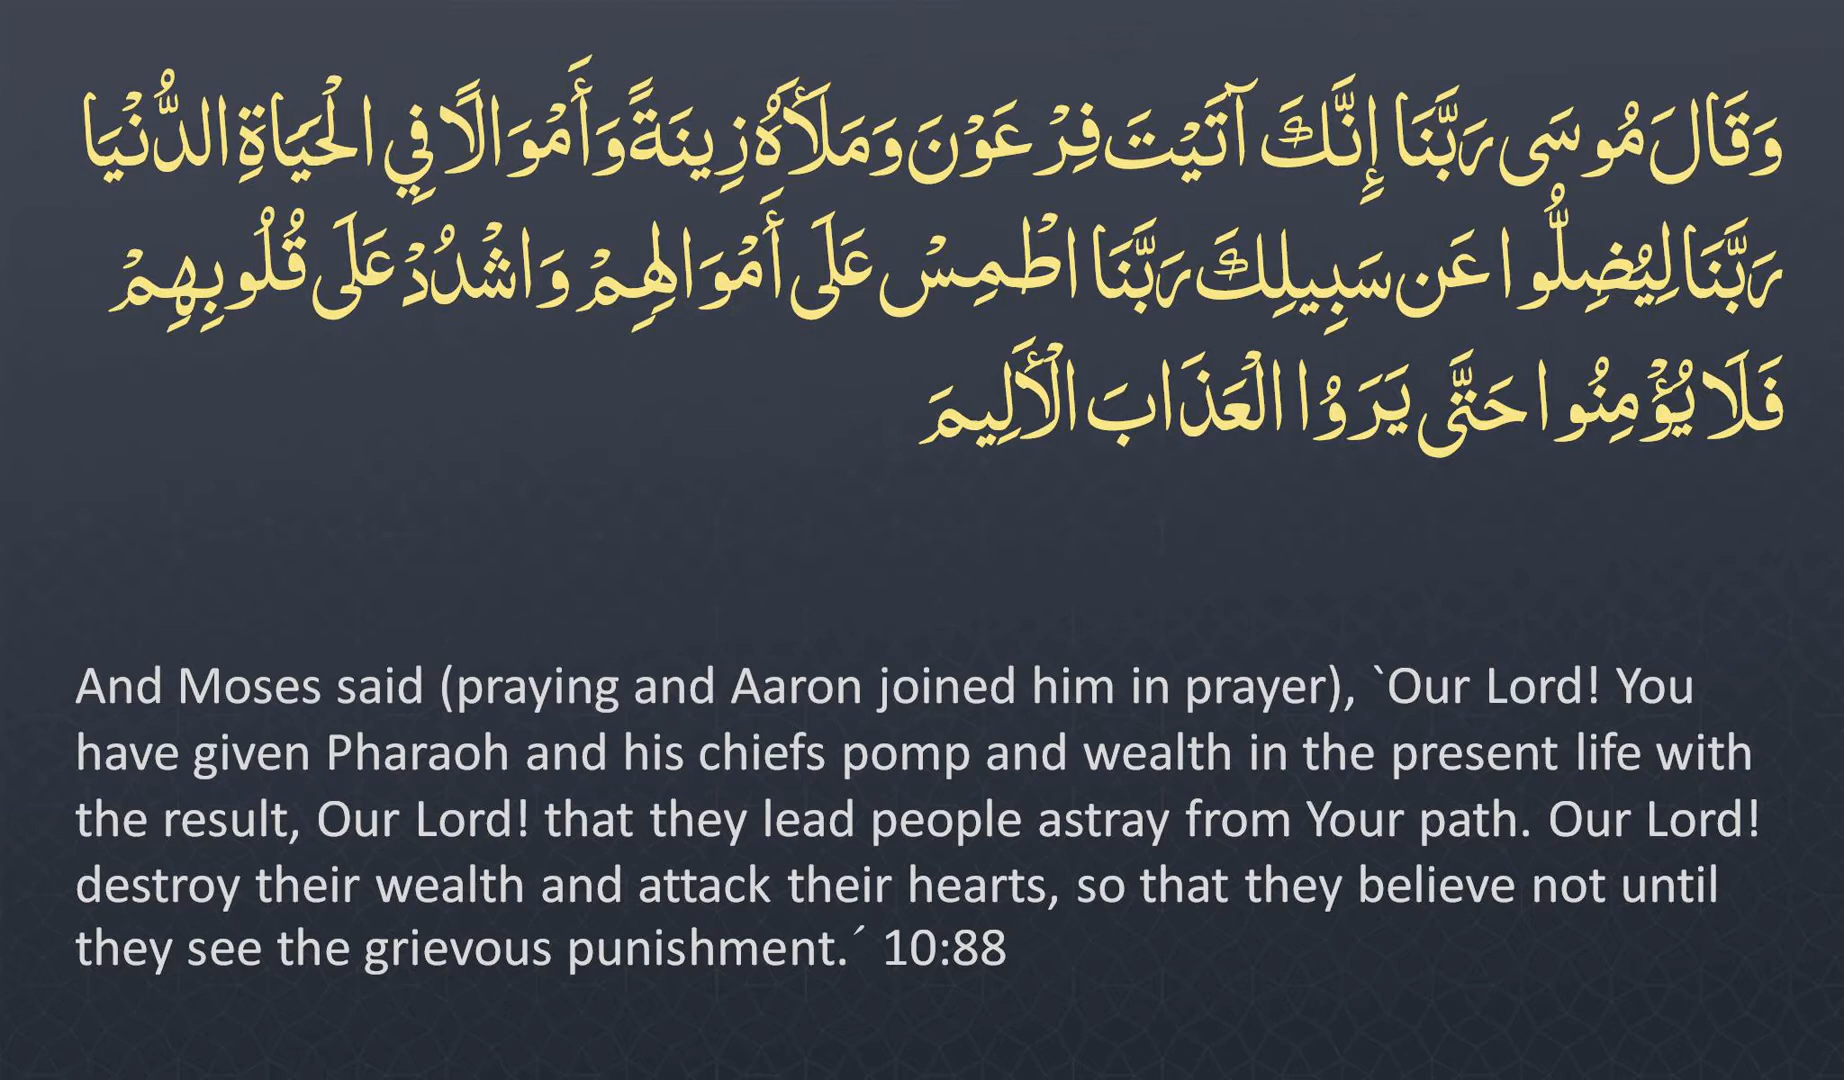 وَقَالَ مُوسَى رَبَّنَا إِنَّكَ آتَيْتَ فِرْعَوْنَ وَمَلَأَهُ زِينَةً وَأَمْوَالًا فِي الْحَيَاةِ الدُّنْيَا
رَبَّنَا لِيُضِلُّوا عَن سَبِيلِكَ رَبَّنَا اطْمِسْ عَلَى أَمْوَالِهِمْ وَاشْدُدْ عَلَى قُلُوبِهِمْ
فَلَا يُؤْمِنُوا حَتَّى يَرَوُا الْعَذَابَ الْأَلِيمَ
And Moses said (praying and Aaron joined him in prayer), `Our Lord! You
have given Pharaoh and his chiefs pomp and wealth in the present life with
the result, Our Lord! that they lead people astray from Your path. Our Lord!
destroy their wealth and attack their hearts, so that they believe not until
they see the grievous punishment.´ 10:88